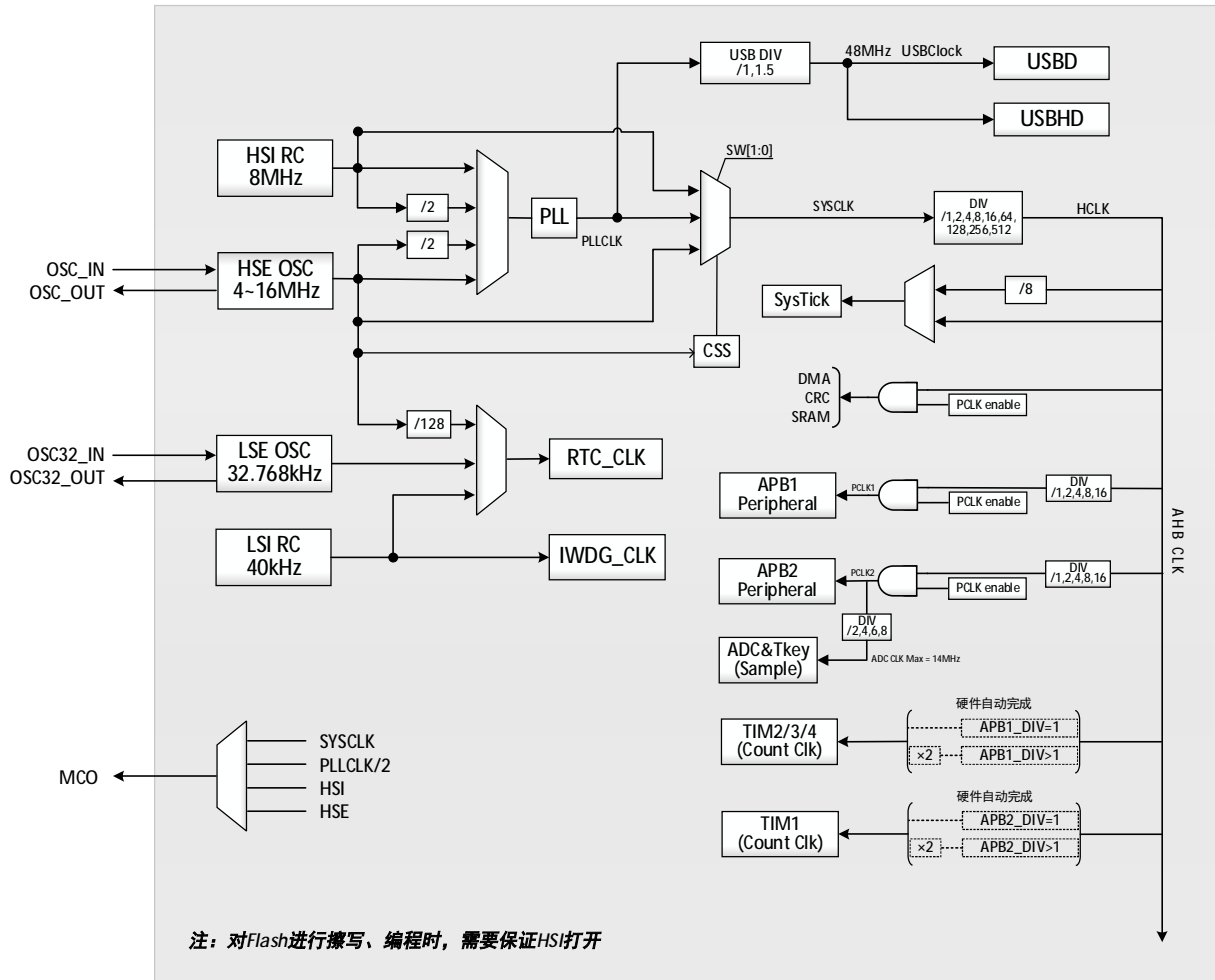 USB DIV
/1,1.5
48MHz USBClock
USBD
USBHD
HSI RC
8MHz
/2
/2
PLL
PLLCLK
SW[1:0]
SYSCLK
DIV
/1,2,4,8,16,64,
128,256,512
HCLK
OSC_IN
OSC_OUT
HSE OSC
4~16MHz
SysTick
/8
CSS
DMA
CRC
SRAM
PCLK enable
/128
OSC32_IN
OSC32_OUT
LSE OSC
32.768kHz
RTC_CLK
APB1
Peripheral
PCLK1
PCLK enable
DIV
/1,2,4,8,16
AHB CLK
LSI RC
40kHz
IWDG_CLK
APB2
Peripheral
PCLK2
PCLK enable
DIV
/1,2,4,8,16
DIV
/2,4,6,8
ADC&Tkey
(Sample)
ADC CLK Max = 14MHz
硬件自动完成
TIM2/3/4
(Count Clk)
APB1_DIV=1
×2
APB1_DIV>1
MCO
SYSCLK
PLLCLK/2
HSI
HSE
硬件自动完成
TIM1
(Count Clk)
APB2_DIV=1
×2
APB2_DIV>1
注：对Flash进行擦写、编程时，需要保证HSI打开